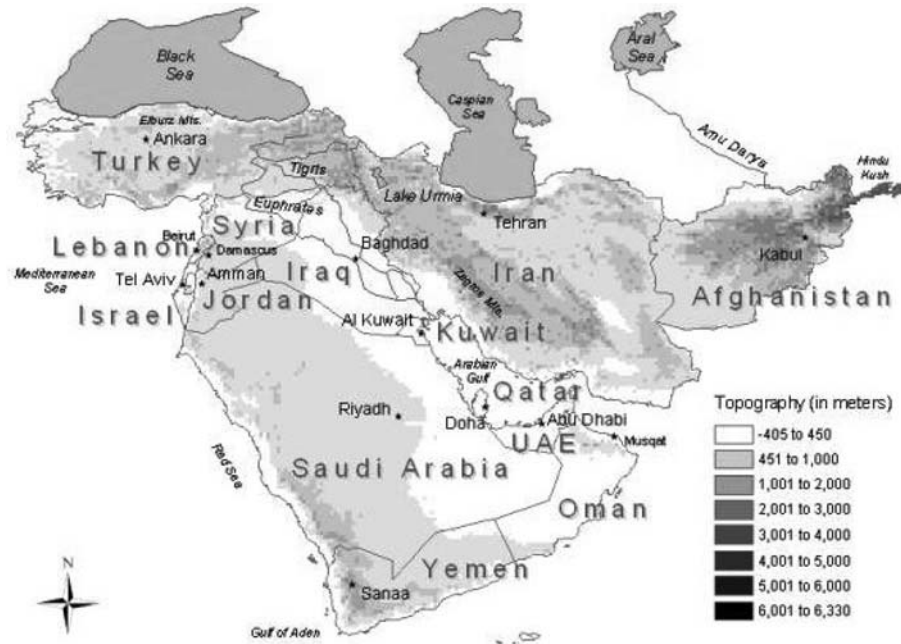 Black
Sea
Aral
Sea
Caspian
Sea
Elburz Mts.
Ankara
Turkey
Amu Darya
Hindu
Kush
Tigris
Lake Urmia
Euphrates
Tehran
Syria
Beirut
Lebanon
Damascus
Baghdad
Kabul
Mediterranean
Sea
Tel Aviv
Amman
Iraq
Iran
Zagros Mts.
Afghanistan
Israel
Jordan
Al Kuwait
Kuwait
Arabian
Gulf
Qatar
Riyadh
Doha
Abu Dhabi
UAE
Musqat
Red Sea
Saudi Arabia
Oman
Yemen
Sanaa
Gulf of Aden
N
Topography (in meters)
-405 to 450
451 to 1,000
1,001 to 2,000
2,001 to 3,000
3,001 to 4,000
4,001 to 5,000
5,001 to 6,000
6,001 to 6,330